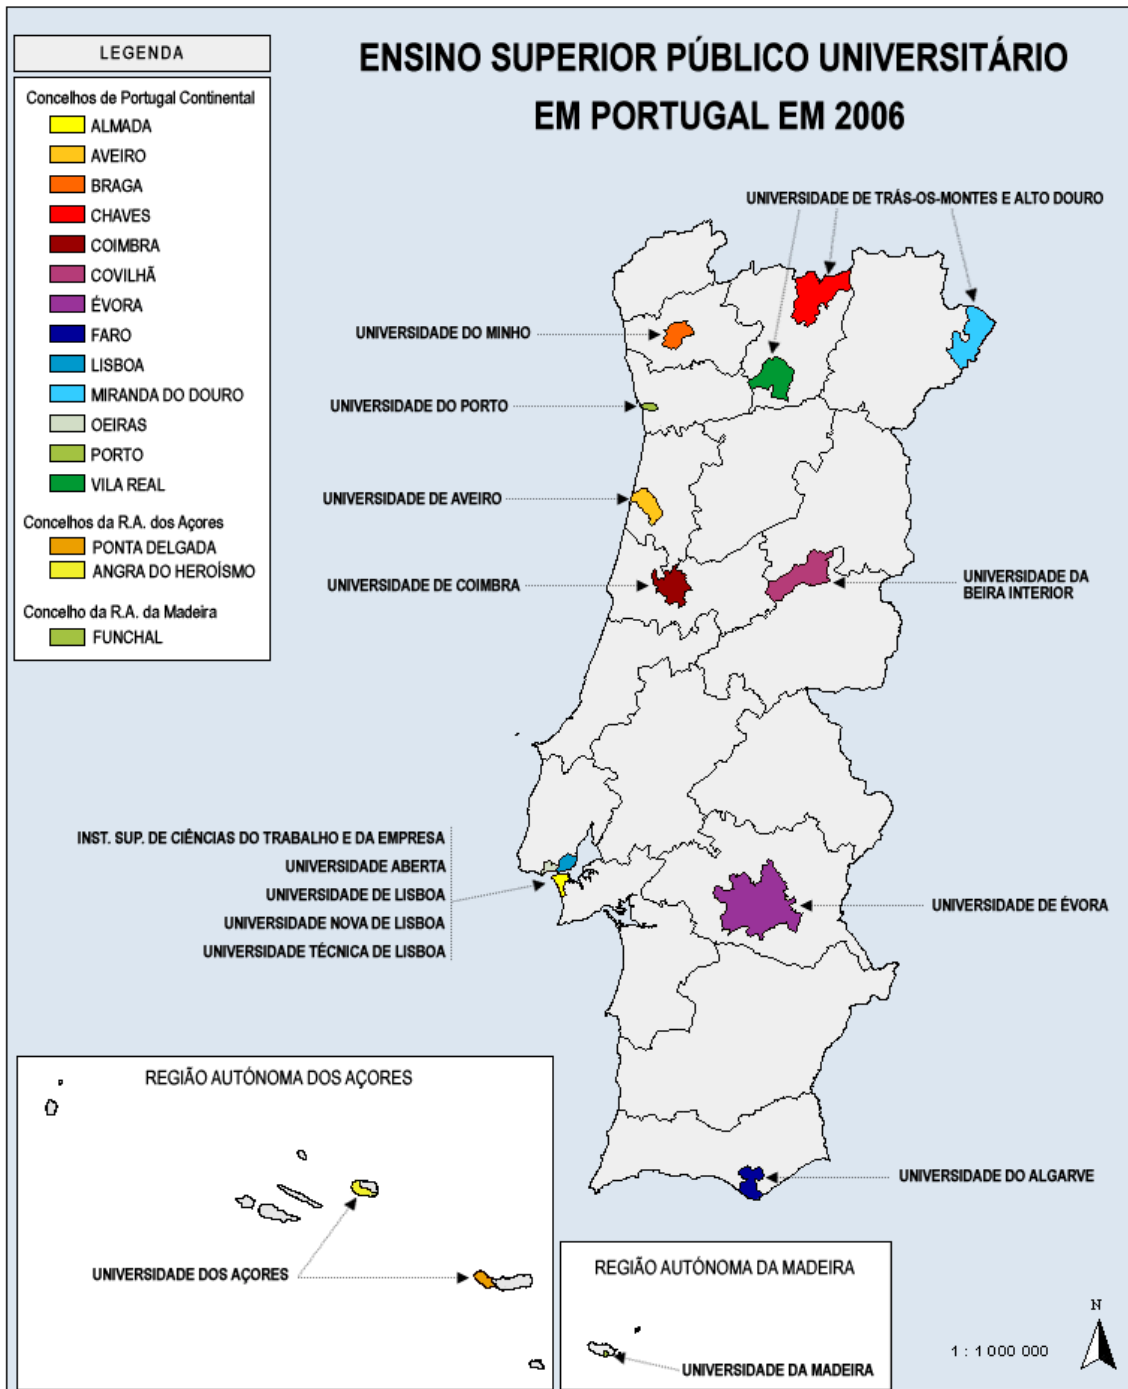 ENSINO SUPERIOR PÚBLICO UNIVERSITÁRIO
EM PORTUGAL EM 2006
LEGENDA
Concelhos de Portugal Continental
ALMADA
AVEIRO
BRAGA
CHAVES
COIMBRA
COVILHÃ
ÉVORA
FARO
LISBOA
MIRANDA DO DOURO
OEIRAS
PORTO
VILA REAL
Concelhos da R.A. dos Açores
PONTA DELGADA
ANGRA DO HEROÍSMO
Concelho da R.A. da Madeira
FUNCHAL
UNIVERSIDADE DE TRÁS-OS-MONTES E ALTO DOURO
UNIVERSIDADE DO MINHO
UNIVERSIDADE DO PORTO
UNIVERSIDADE DE AVEIRO
UNIVERSIDADE DE COIMBRA
UNIVERSIDADE DA
BEIRA INTERIOR
INST. SUP. DE CIÊNCIAS DO TRABALHO E DA EMPRESA
UNIVERSIDADE ABERTA
UNIVERSIDADE DE LISBOA
UNIVERSIDADE NOVA DE LISBOA
UNIVERSIDADE TÉCNICA DE LISBOA
UNIVERSIDADE DE ÉVORA
UNIVERSIDADE DO ALGARVE
REGIÃO AUTÓNOMA DOS AÇORES
UNIVERSIDADE DOS AÇORES
REGIÃO AUTÓNOMA DA MADEIRA
UNIVERSIDADE DA MADEIRA
N
1 : 1 000 000